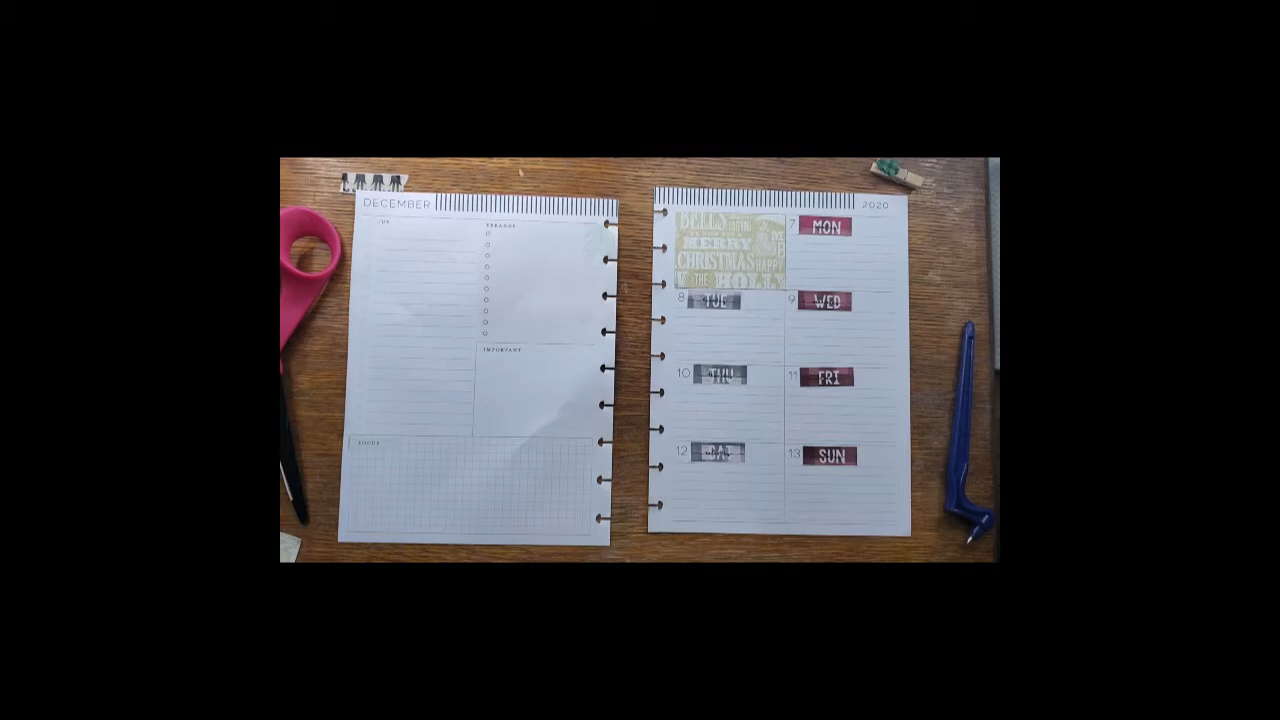 DECEMBER
ERRANDS
IMPORTANT
FOCUS
2020
BELLS
MERRY
CHRISTMAS HAPPY
THE HOLLY
7 MON
8 TUE
9 WED
10 THU
11 FRI
12 SAT
13 SUN